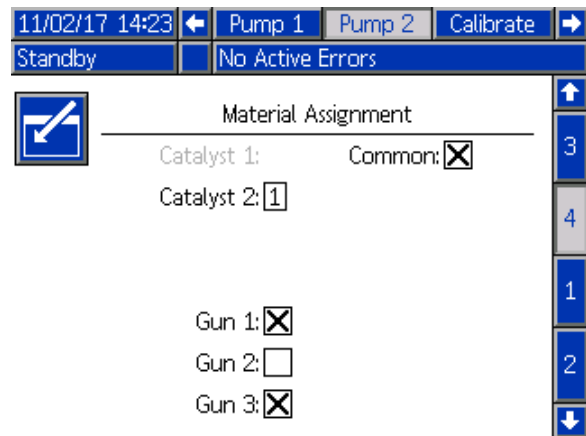 11/02/17 14:23 Pump 1 Pump 2 Calibrate
Standby No Active Errors
Material Assignment
Catalyst 1: Common:
Catalyst 2: 1
Gun 1:
Gun 2:
Gun 3:
3
4
1
2